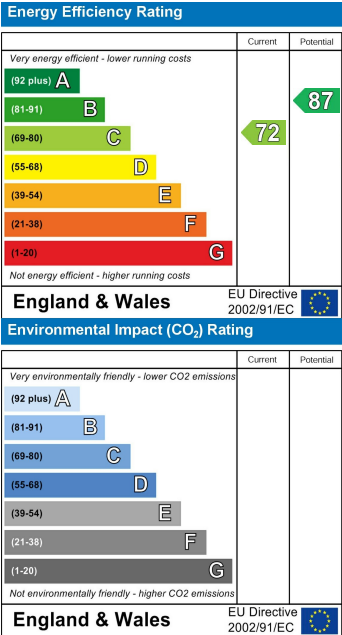 Energy Efficiency Rating
Current Potential
Very energy efficient - lower running costs
(92 plus) A
(81-91) B
(69-80) C
(55-68) D
(39-54) E
(21-38) F
(1-20) G
72
87
Not energy efficient - higher running costs
England & Wales
EU Directive
2002/91/EC
Environmental Impact (CO₂) Rating
Current Potential
Very environmentally friendly - lower CO2 emissions
(92 plus) A
(81-91) B
(69-80) C
(55-68) D
(39-54) E
(21-38) F
(1-20) G
Not environmentally friendly - higher CO2 emissions
England & Wales
EU Directive
2002/91/EC